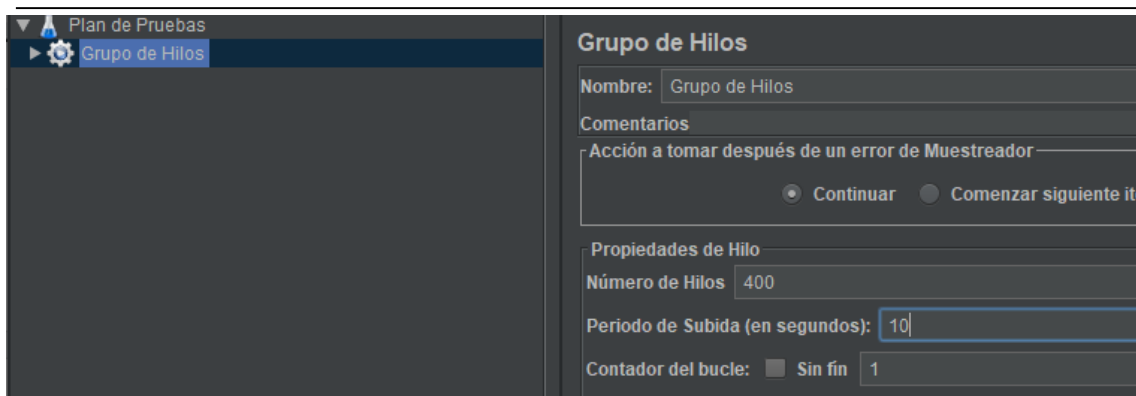 Plan de Pruebas
Grupo de Hilos
Grupo de Hilos
Nombre: Grupo de Hilos
Comentarios
Acción a tomar después de un error de Muestreador
Continuar Comenzar siguiente
Propiedades de Hilo
Número de Hilos 400
Periodo de Subida (en segundos): 10
Contador del bucle: Sin fin 1